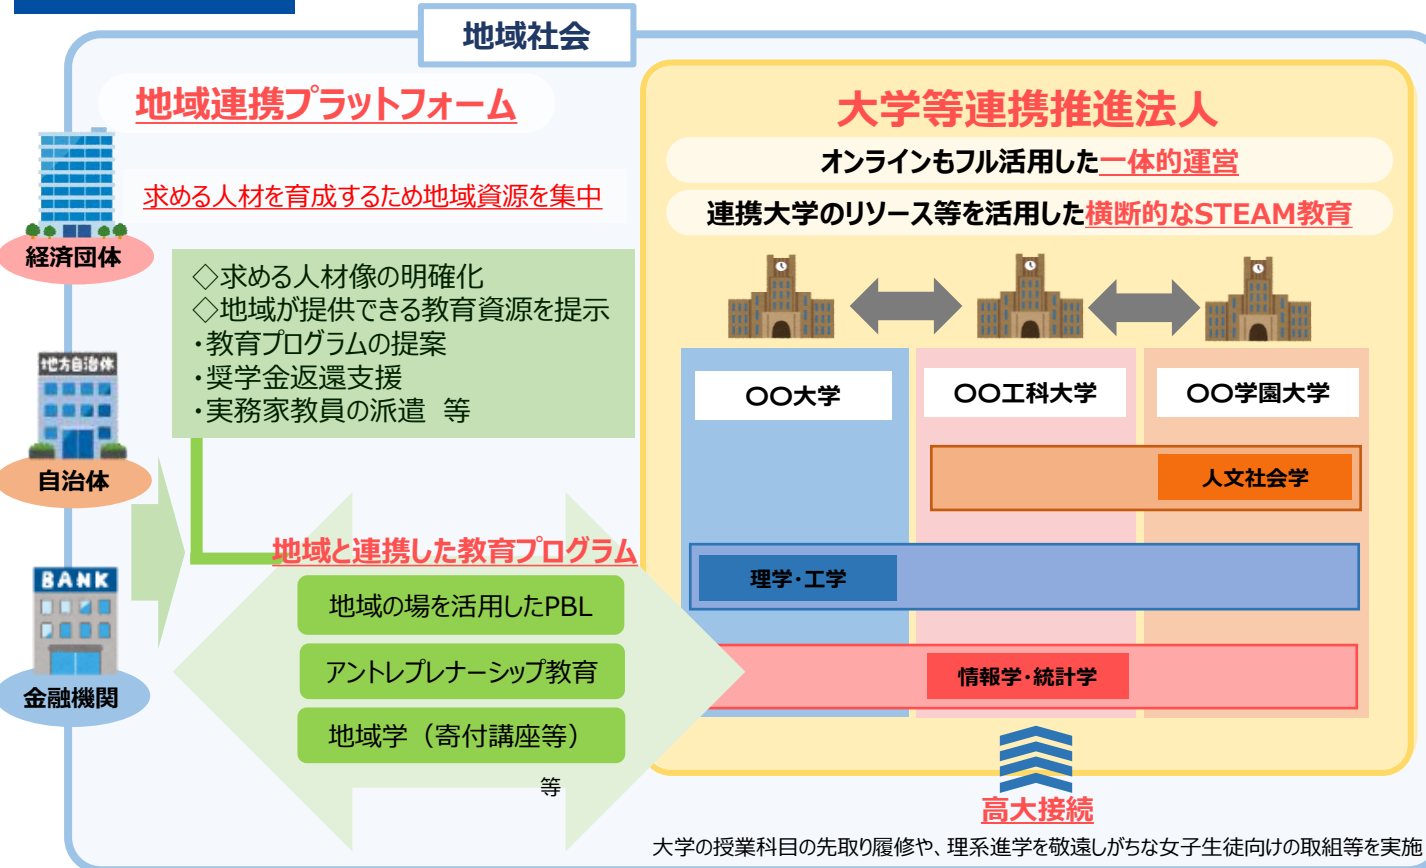 地域社会
地域連携プラットフォーム
求める人材を育成するため地域資源を集中
経済団体
地方自治体
自治体
BANK
金融機関
◇求める人材像の明確化
◇地域が提供できる教育資源を提示
・教育プログラムの提案
・奨学金返還支援
・実務家教員の派遣 等
地域と連携した教育プログラム
地域の場を活用したPBL
アントレプレナーシップ教育
地域学（寄付講座等）
等
大学等連携推進法人
オンラインもフル活用した一体的運営
連携大学のリソース等を活用した横断的なSTEAM教育
〇〇大学
〇〇工科大学
〇〇学園大学
人文社会学
理学・工学
情報学・統計学
高大接続
大学の授業科目の先取り履修や、理系進学を敬遠しがちな女子生徒向けの取組等を実施